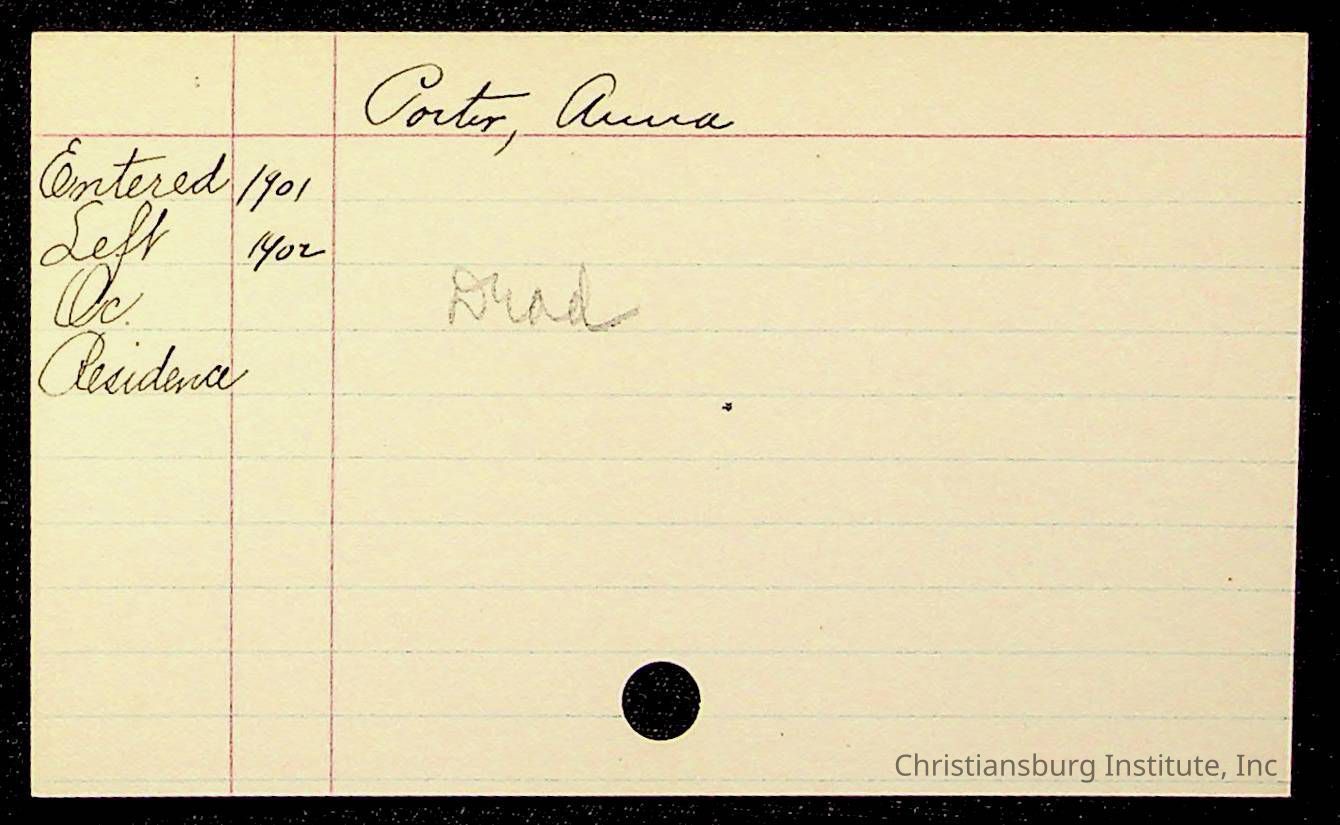 Porter, Anna
Entered 1901
Left 1902
Oc.
Dead
Residence
Christiansburg Institute, Inc